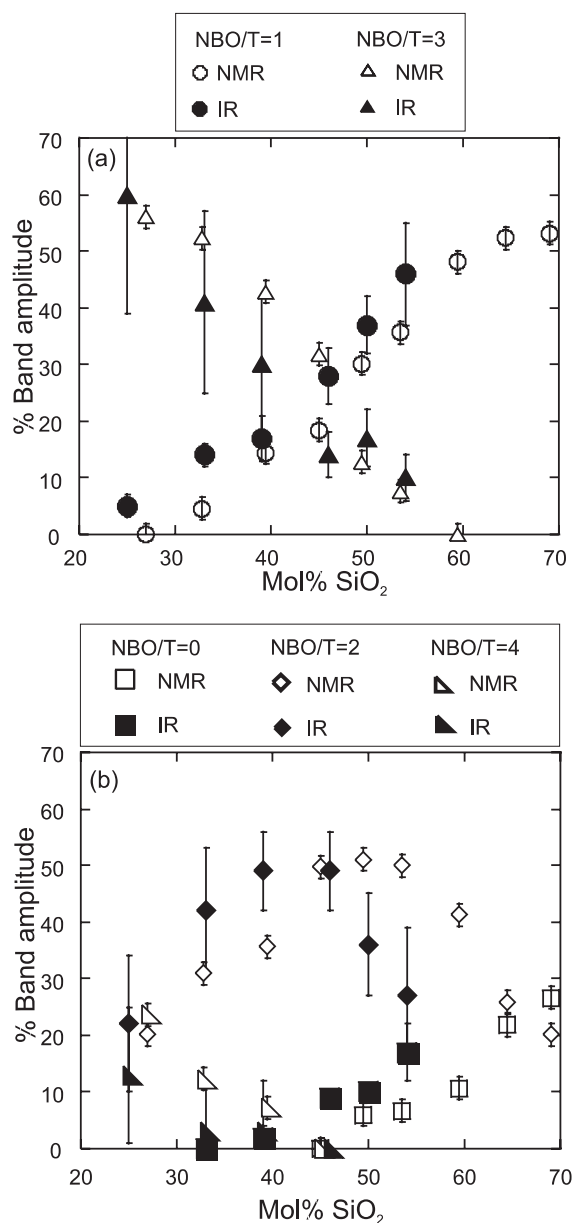 NBO/T=1 NBO/T=3
NMR NMR
IR IR
(a)
70
60
50
40
30
20
10
0
% Band amplitude
20 30 40 50 60 70
Mol% SiO₂
NBO/T=0 NBO/T=2 NBO/T=4
NMR NMR NMR
IR IR IR
(b)
70
60
50
40
30
20
10
0
% Band amplitude
20 30 40 50 60 70
Mol% SiO₂